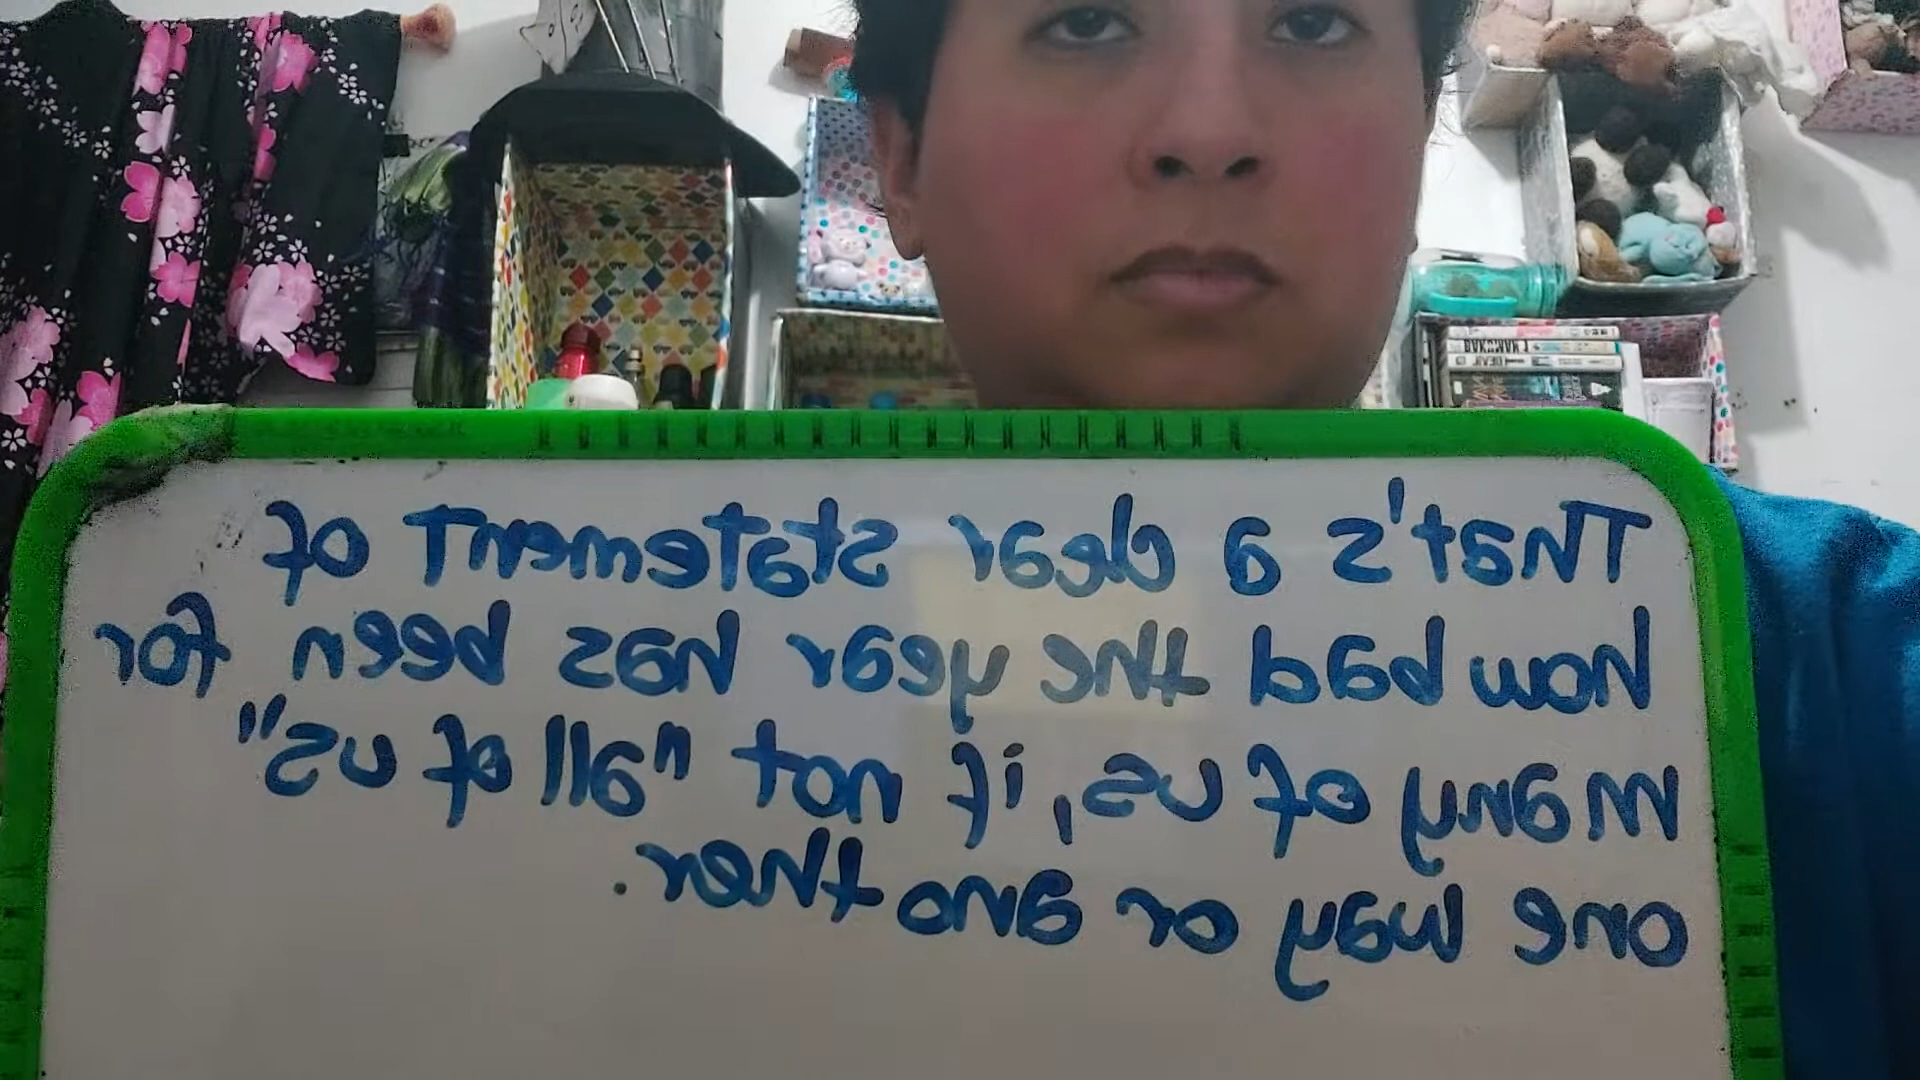 That's a clear statement of
how bad the year has been for
many of us, if not "all of us"
one way or another.